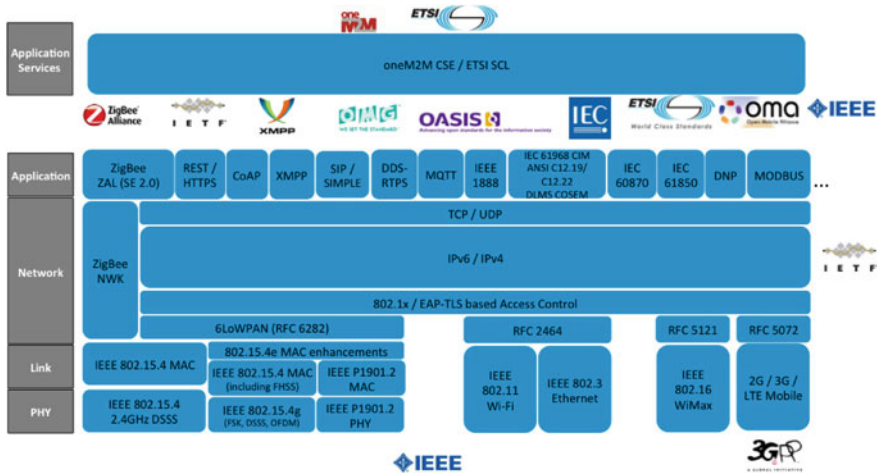 one
M2M
ETSI
Application
Services
oneM2M CSE / ETSI SCL
ZigBee
Alliance
I E T F
XMPP
OMG
WE SET THE STANDARD
OASIS
Advancing open standards for the information society
IEC
ETSI
World Class Standards
oma
Open Mobile Alliance
IEEE
Application
ZigBee
ZAL (SE 2.0)
REST /
HTTPS
CoAP
XMPP
SIP /
SIMPLE
DDS-
RTPS
MQTT
IEEE
1888
IEC 61968 CIM
ANSI C12.19/
C12.22
DLMS COSEM
IEC
60870
IEC
61850
DNP
MODBUS
...
Network
ZigBee
NWK
TCP / UDP
IPv6 / IPv4
I E T F
802.1x / EAP-TLS based Access Control
6LoWPAN (RFC 6282)
RFC 2464
RFC 5121
RFC 5072
Link
IEEE 802.15.4 MAC
802.15.4e MAC enhancements
IEEE 802.15.4 MAC
(including FHSS)
IEEE P1901.2
MAC
IEEE
802.11
Wi-Fi
IEEE 802.3
Ethernet
IEEE
802.16
WiMax
2G / 3G /
LTE Mobile
PHY
IEEE 802.15.4
2.4GHz DSSS
IEEE 802.15.4g
(FSK, DSSS, OFDM)
IEEE P1901.2
PHY
IEEE
3GPP
A GLOBAL INITIATIVE